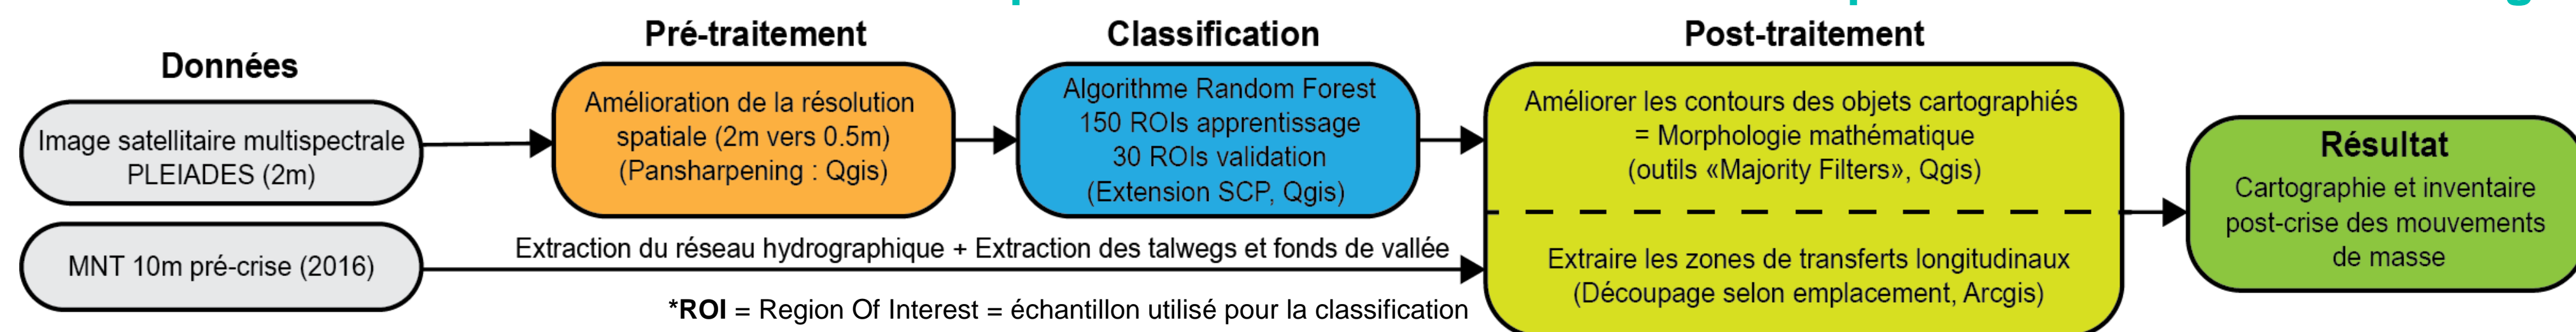 Données
Image satellitaire multispectrale
PLEIADES (2m)
MNT 10m pré-crise (2016)
Pré-traitement
Amélioration de la résolution
spatiale (2m vers 0.5m)
(Pansharpening : Qgis)
Classification
Algorithme Random Forest
150 ROIs apprentissage
30 ROIs validation
(Extension SCP, Qgis)
Extraction du réseau hydrographique + Extraction des talwegs et fonds de vallée
*ROI = Region Of Interest = échantillon utilisé pour la classification
Post-traitement
Améliorer les contours des objets cartographiés
= Morphologie mathématique
(outils «Majority Filters», Qgis)
Extraire les zones de transferts longitudinaux
(Découpage selon emplacement, Arcgis)
Résultat
Cartographie et inventaire
post-crise des mouvements
de masse